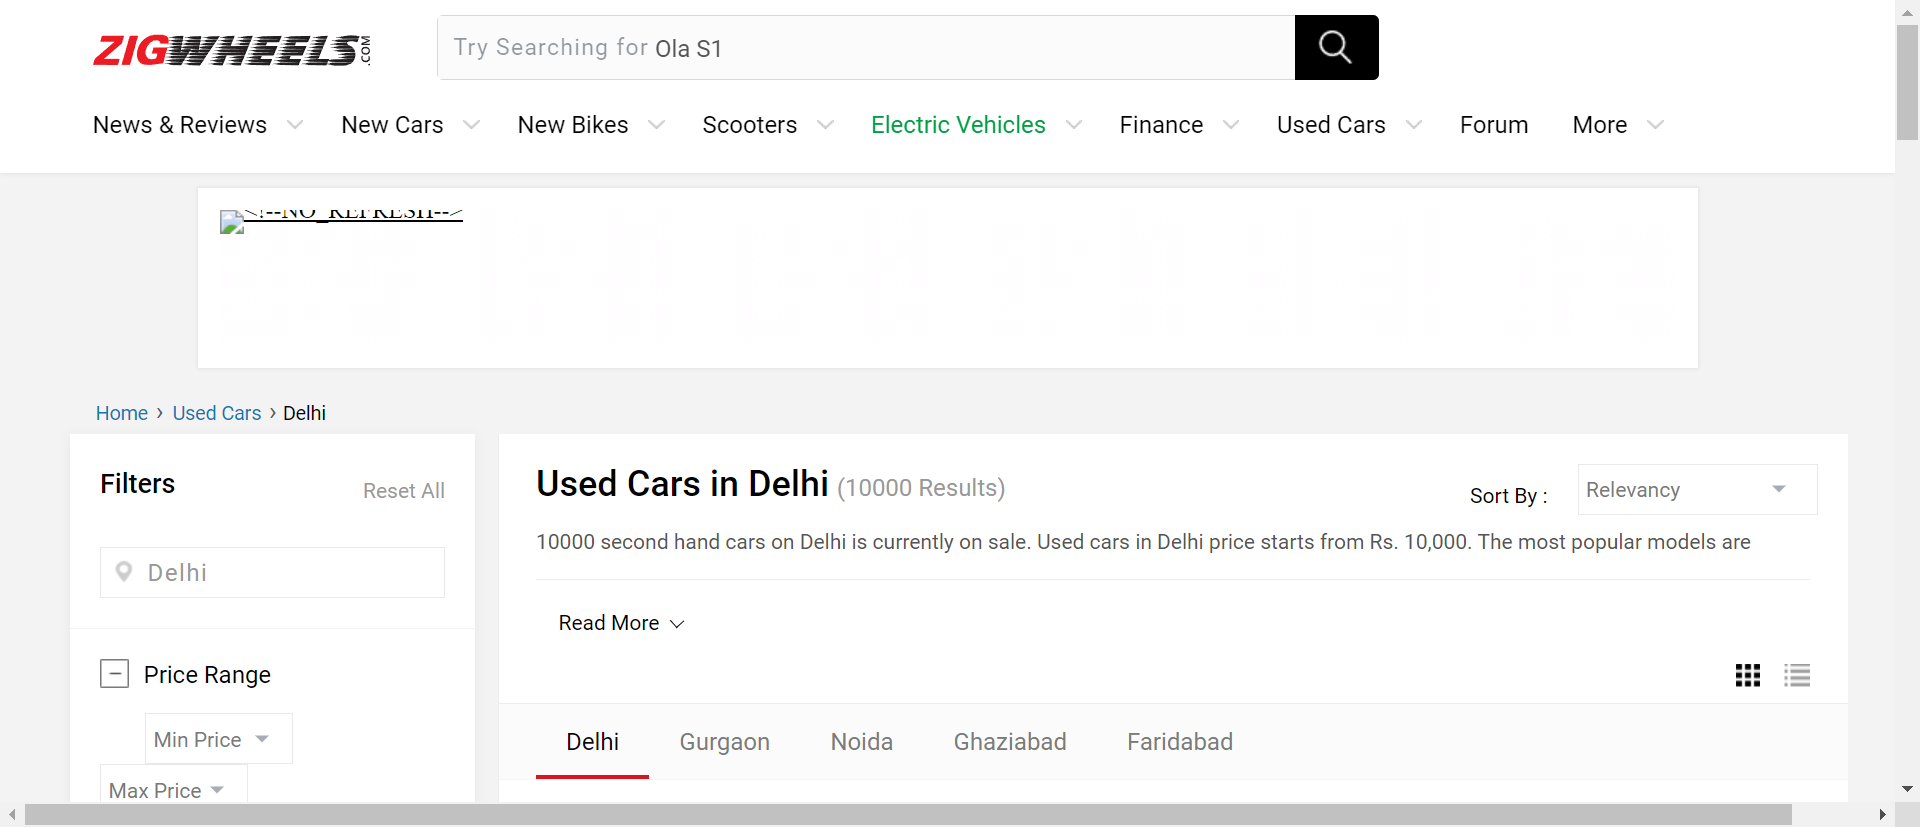 ZIGWHEELS.COM
Try Searching for Ola S1
News & Reviews New Cars New Bikes Scooters Electric Vehicles Finance Used Cars Forum More
<!--NO_REFRESH-->
Home › Used Cars › Delhi
Filters
Reset All
Delhi
Price Range
Min Price
Max Price
Used Cars in Delhi (10000 Results)
Sort By :
Relevancy
10000 second hand cars on Delhi is currently on sale. Used cars in Delhi price starts from Rs. 10,000. The most popular models are
Read More
Delhi Gurgaon Noida Ghaziabad Faridabad